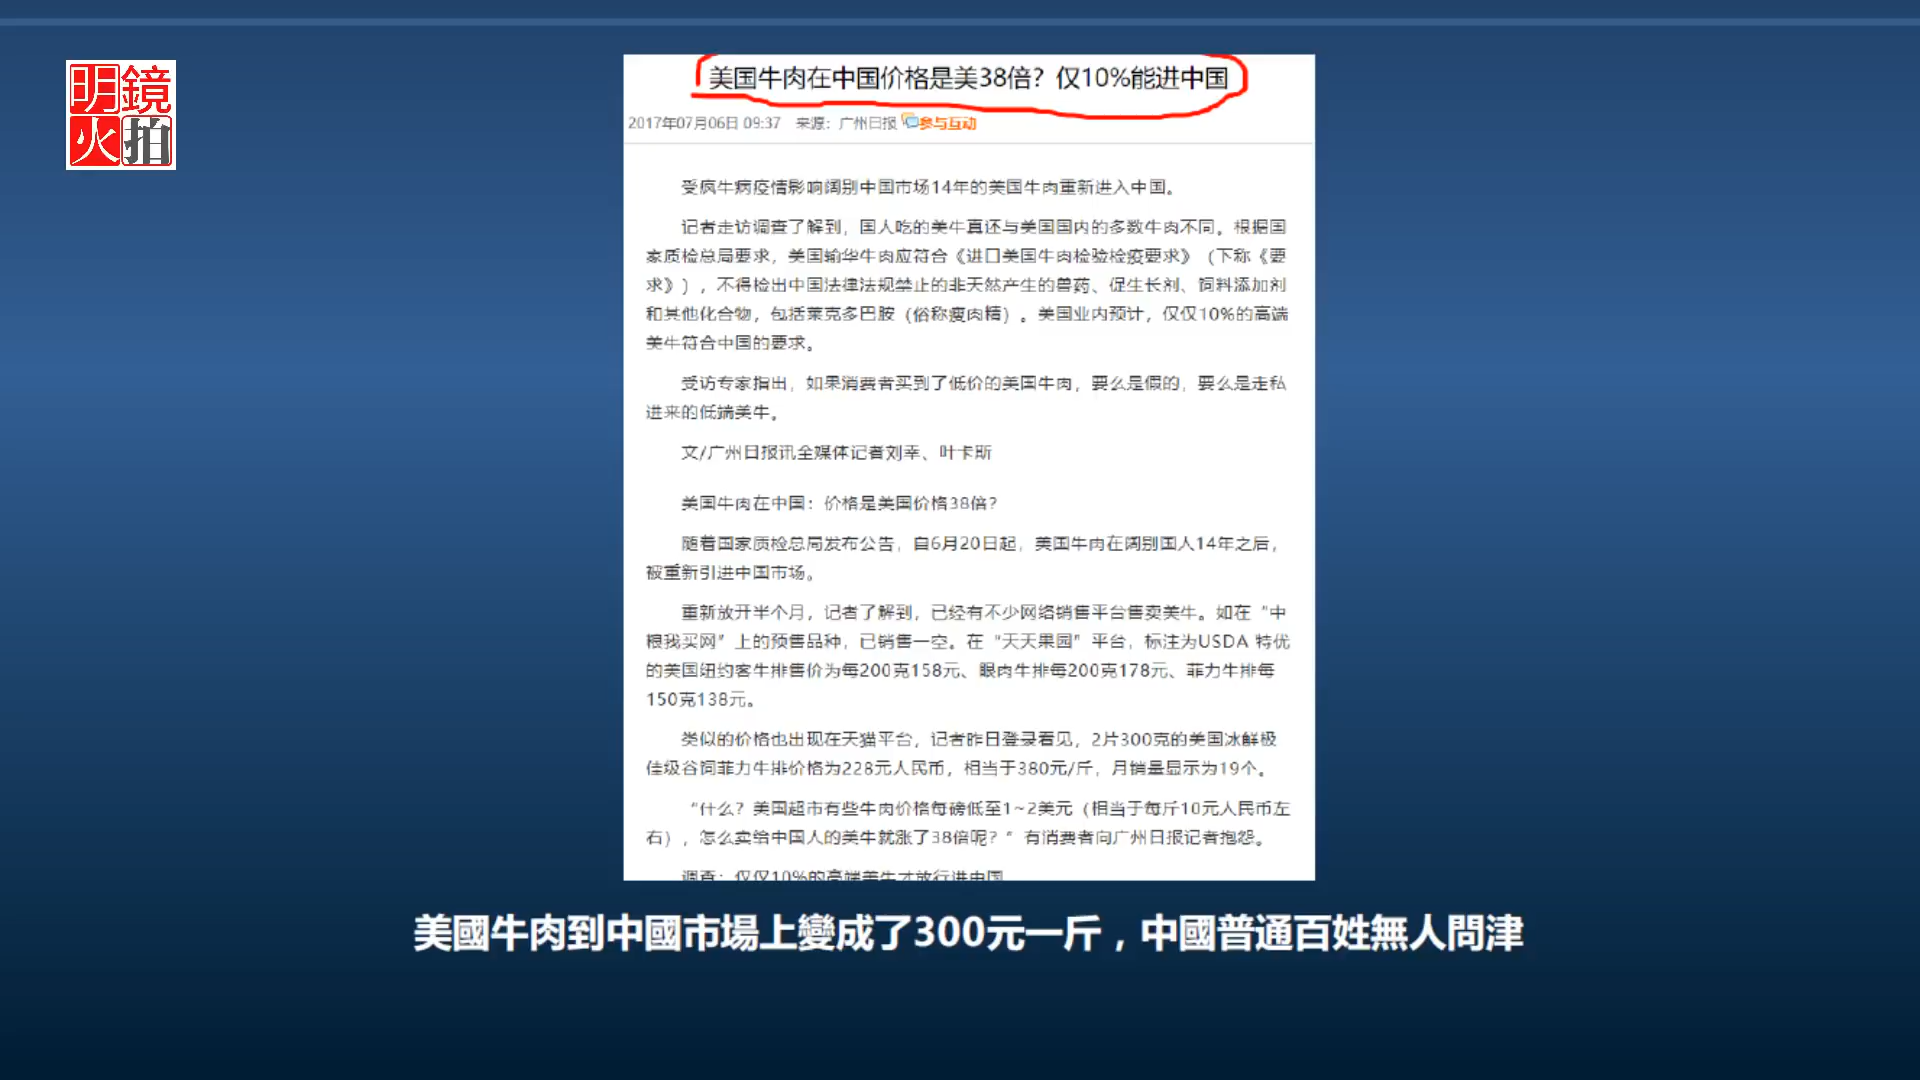 明鏡
火拍
美国牛肉在中国价格是美38倍？仅10%能进中国
2017年07月06日 09:37 来源：广州日报 参与互动
受疯牛病疫情影响阔别中国市场14年的美国牛肉重新进入中国。
记者走访调查了解到，国人吃的美牛真还与美国国内的多数牛肉不同。根据国
家质检总局要求，美国输华牛肉应符合《进口美国牛肉检验检疫要求》（下称《要
求》），不得检出中国法律法规禁止的非天然产生的兽药、促生长剂、饲料添加剂
和其他化合物，包括莱克多巴胺（俗称瘦肉精）。美国业内预计，仅仅10%的高端
美牛符合中国的要求。
受访专家指出，如果消费者买到了低价的美国牛肉，要么是假的，要么是走私
进来的低端美牛。
文/广州日报讯全媒体记者刘幸、叶卡斯
美国牛肉在中国：价格是美国价格38倍？
随着国家质检总局发布公告，自6月20日起，美国牛肉在阔别国人14年之后，
被重新引进中国市场。
重新放开半个月，记者了解到，已经有不少网络销售平台售卖美牛。如在“中
粮我买网”上的预售品种，已销售一空。在“天天果园”平台，标注为USDA 特优
的美国纽约客牛排售价为每200克158元、眼肉牛排每200克178元、菲力牛排每
150克138元。
类似的价格也出现在天猫平台，记者昨日登录看见，2片300克的美国冰鲜极
佳级谷饲菲力牛排价格为228元人民币，相当于380元/斤，月销量显示为19个。
“什么？美国超市有些牛肉价格每磅低至1~2美元（相当于每斤10元人民币左
右），怎么卖给中国人的美牛就涨了38倍呢？”有消费者向广州日报记者抱怨。
调查：仅仅10%的高端美牛才放行进中国
美國牛肉到中國市場上變成了300元一斤，中國普通百姓無人問津